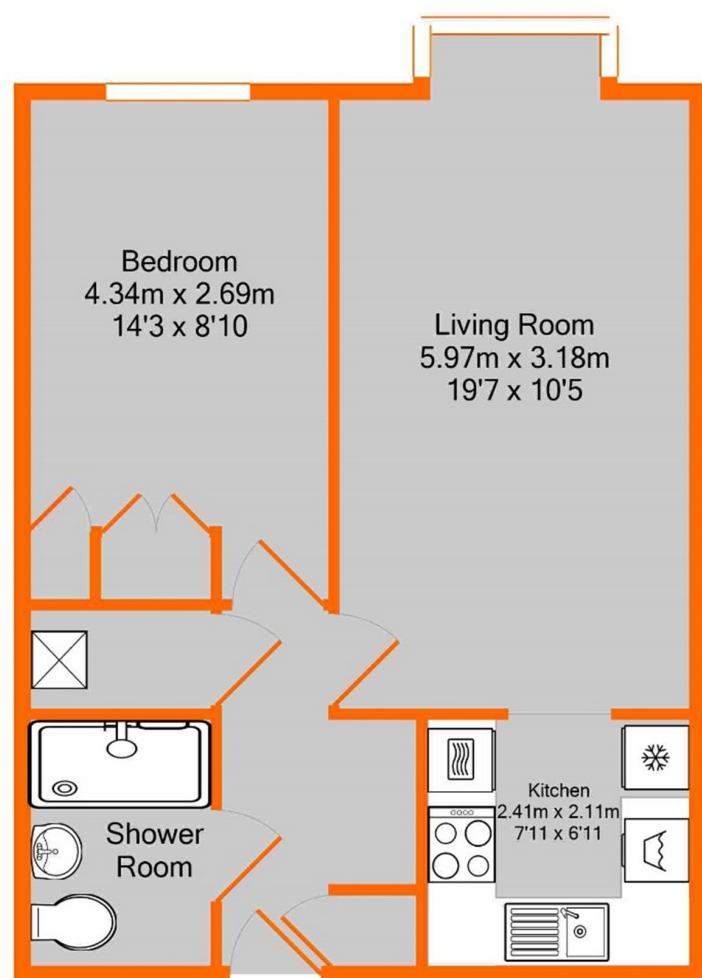 Bedroom
4.34m x 2.69m
14'3 x 8'10
Living Room
5.97m x 3.18m
19'7 x 10'5
Kitchen
2.41m x 2.11m
7'11 x 6'11
Shower
Room